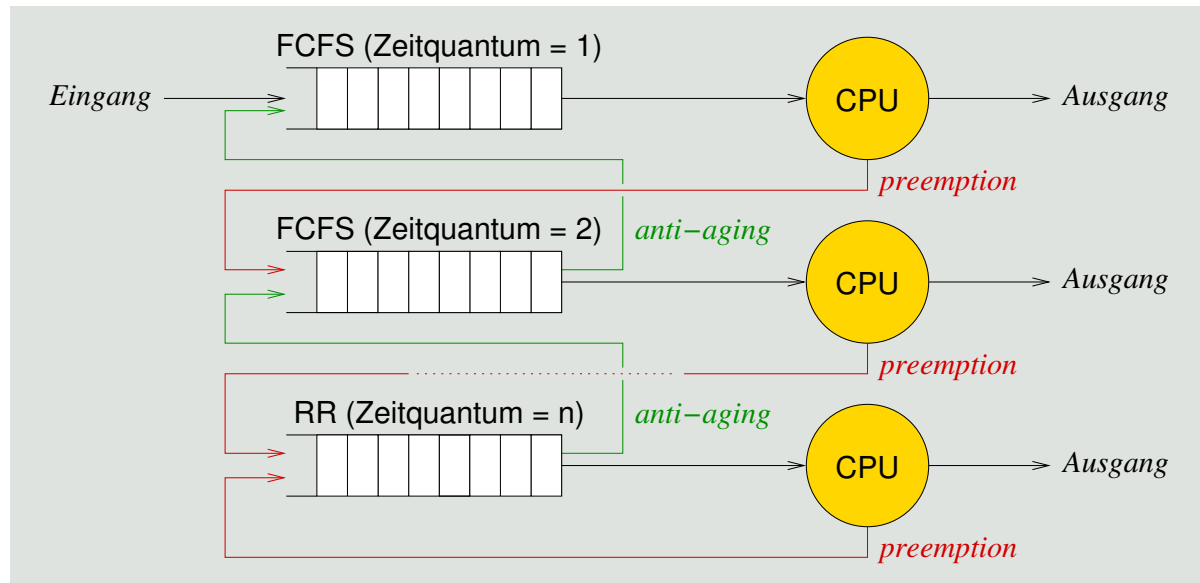 FCFS (Zeitquantum = 1)
Eingang
CPU
Ausgang
preemption
FCFS (Zeitquantum = 2)
anti−aging
CPU
Ausgang
preemption
RR (Zeitquantum = n)
anti−aging
CPU
Ausgang
preemption